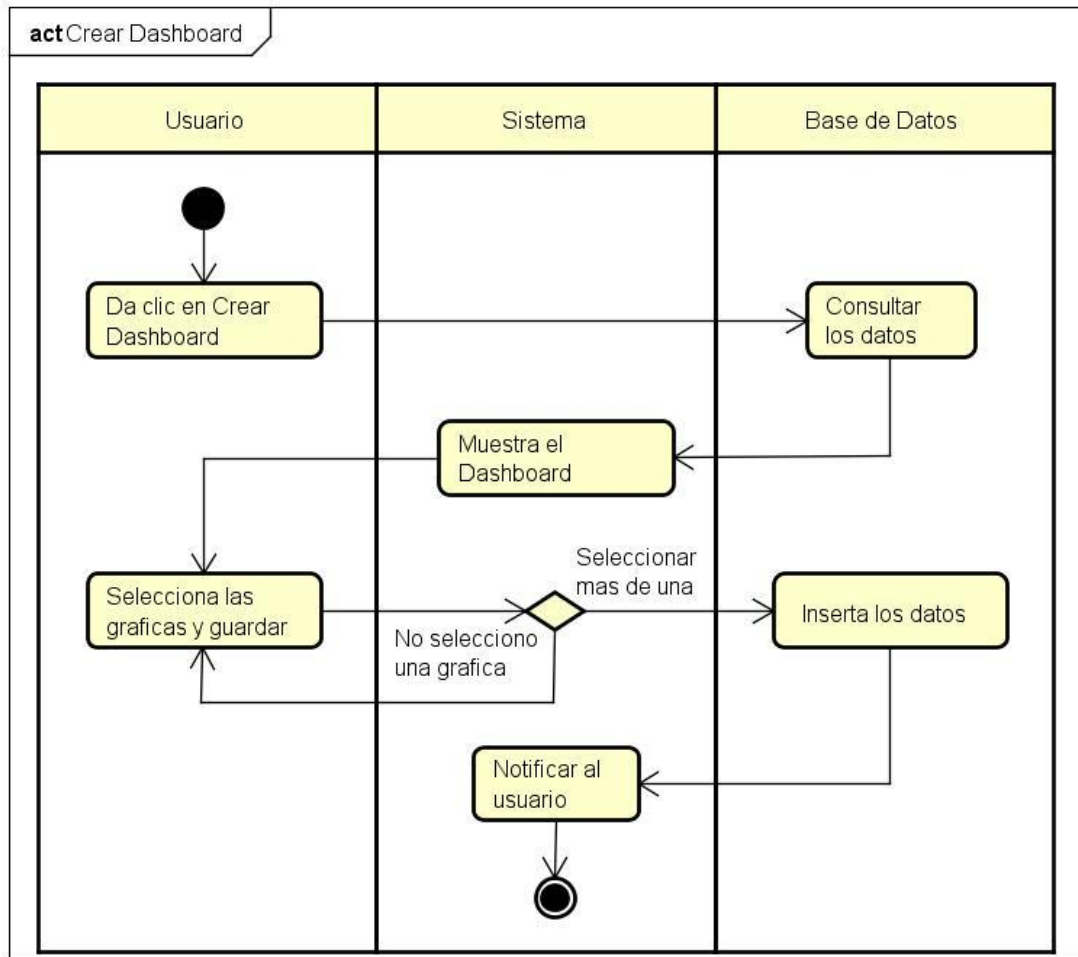 act Crear Dashboard
Usuario
Sistema
Base de Datos
Da clic en Crear
Dashboard
Consultar
los datos
Muestra el
Dashboard
Selecciona las
graficas y guardar
Seleccionar
mas de una
No selecciono
una grafica
Inserta los datos
Notificar al
usuario